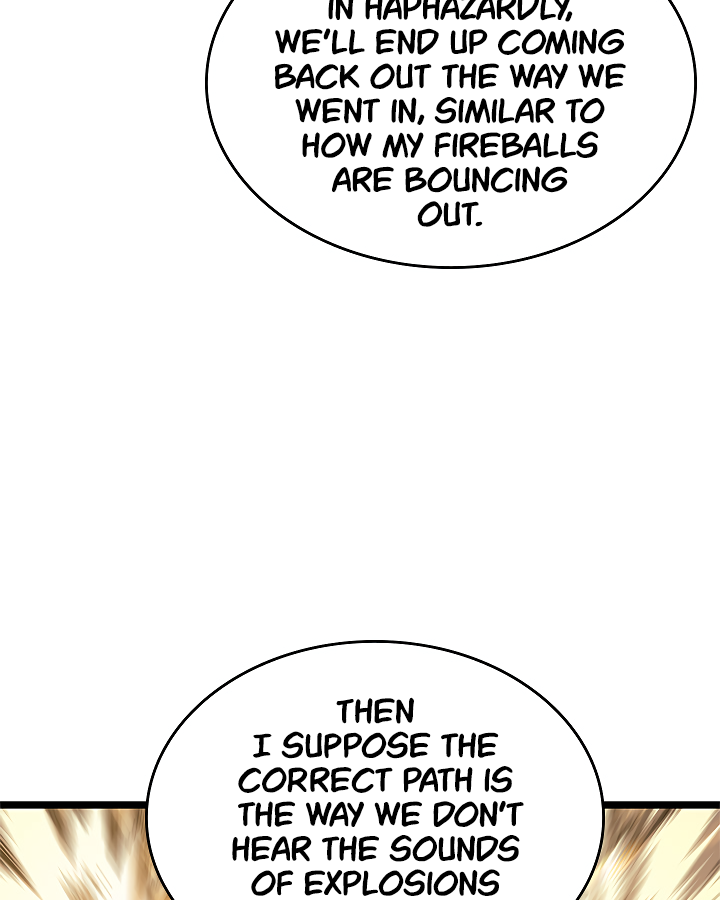 IN HAPHAZARDLY,
WE'LL END UP COMING
BACK OUT THE WAY WE
WENT IN, SIMILAR TO
HOW MY FIREBALLS
ARE BOUNCING
OUT.
THEN
I SUPPOSE THE
CORRECT PATH IS
THE WAY WE DON'T
HEAR THE SOUNDS
OF EXPLOSIONS